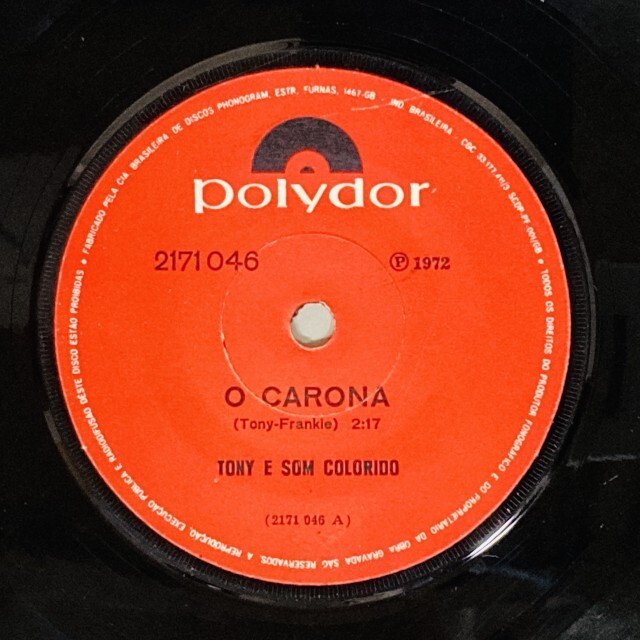 FABRICADO PELA CIA BRASILEIRA DE DISCOS PHONOGRAM, ESTR. FURNAS, 1467-GB
IND. BRASILEIRA
TODOS OS DIREITOS DO PRODUTOR FONOGRÁFICO E DO PROPRIETÁRIO DA OBRA GRAVADA SÃO RESERVADOS, A REPRODUÇÃO, EXECUÇÃO PÚBLICA E RADIODIFUSÃO DESTE DISCO ESTÃO PROIBIDAS
polydor
2171 046
Ⓟ 1972
O CARONA
(Tony-Frankie) 2:17
TONY E SOM COLORIDO
(2171 046 A)